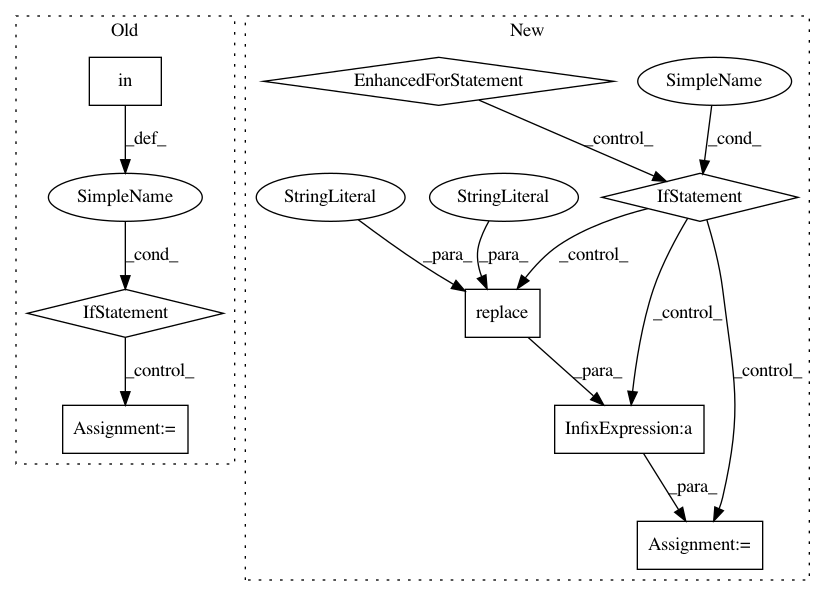 Old
New
in
EnhancedForStatement
SimpleName
_def_
_control_
_cond_
SimpleName
StringLiteral
StringLiteral
IfStatement
_cond_
_para_
_para_
_control_
IfStatement
replace
_control_
_control_
_para_
_control_
Assignment:=
InfixExpression:a
_para_
Assignment:=